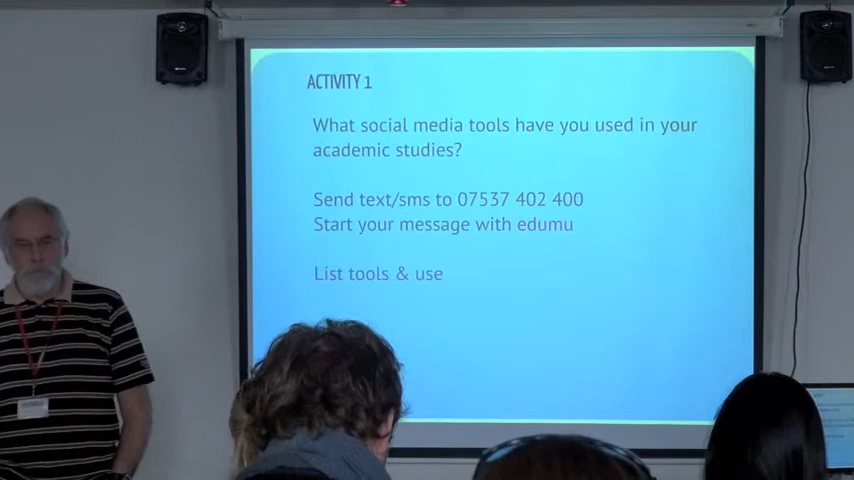 ACTIVITY 1
What social media tools have you used in your
academic studies?
Send text/sms to 07537 402 400
Start your message with edumu
List tools & use